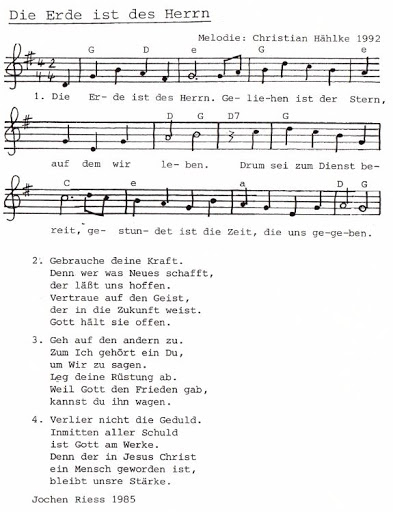 Die Erde ist des Herrn
Melodie: Christian Hählke 1992
G D e G e
1. Die Er-de ist des Herrn. Ge-lie-hen ist der Stern,
D G D7 G
auf dem wir le-ben. Drum sei zum Dienst be-
C e a D G
reit, ge-stun-det ist die Zeit, die uns ge-ge-ben.
2. Gebrauche deine Kraft.
Denn wer was Neues schafft,
der läßt uns hoffen.
Vertraue auf den Geist,
der in die Zukunft weist.
Gott hält sie offen.
3. Geh auf den andern zu.
Zum Ich gehört ein Du,
um Wir zu sagen.
Leg deine Rüstung ab.
Weil Gott den Frieden gab,
kannst du ihn wagen.
4. Verlier nicht die Geduld.
Inmitten aller Schuld
ist Gott am Werke.
Denn der in Jesus Christ
ein Mensch geworden ist,
bleibt unsre Stärke.
Jochen Riess 1985